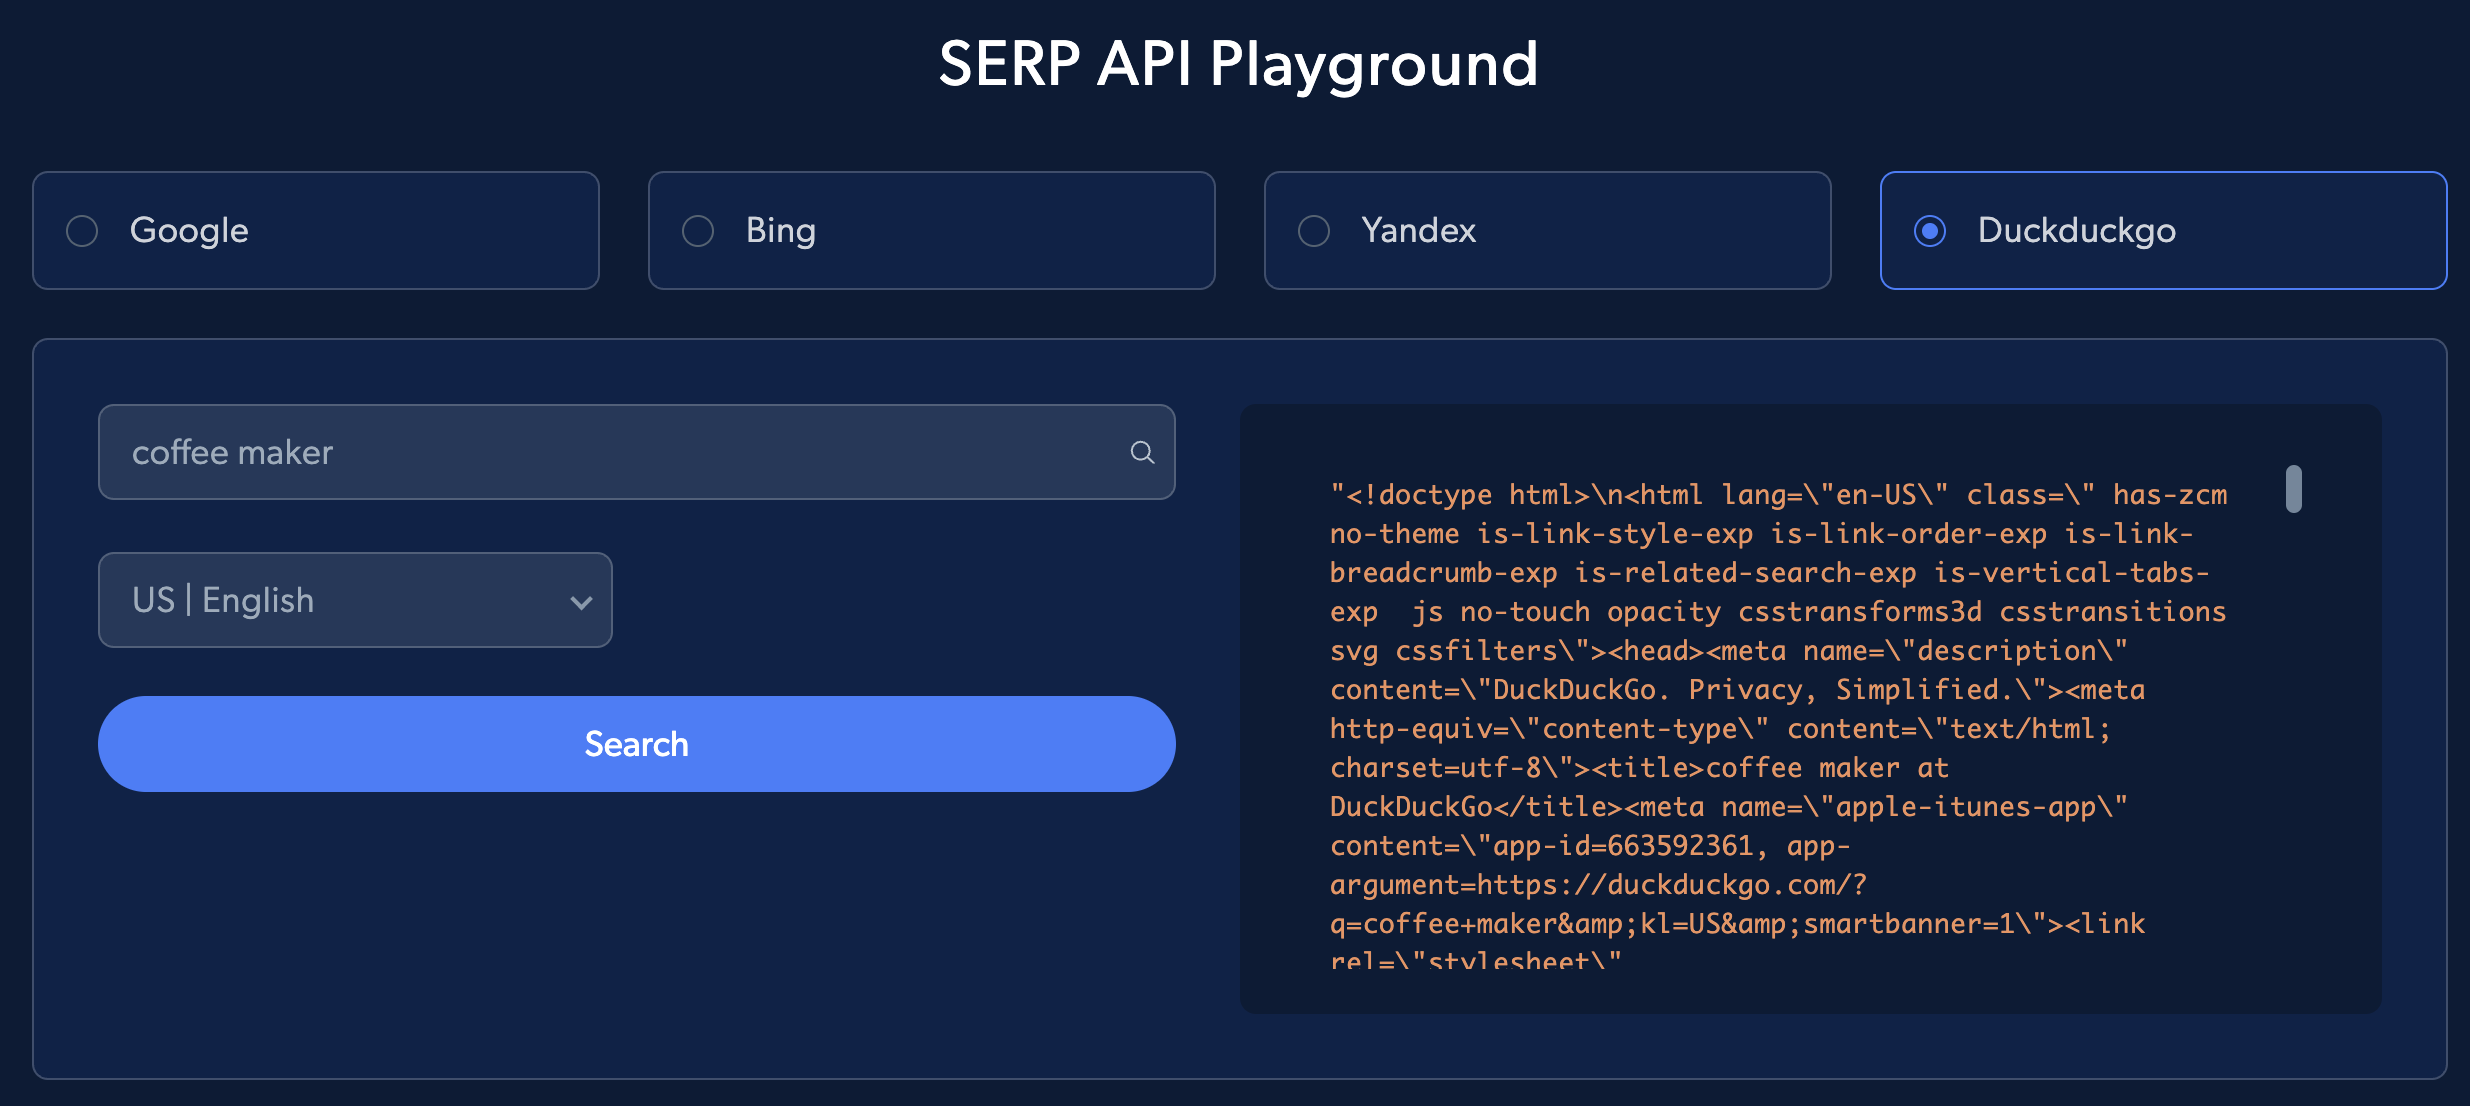 SERP API Playground
Google
Bing
Yandex
Duckduckgo
coffee maker
US | English
Search
"<!doctype html>\n<html lang=\"en-US\" class=\" has-zcm
no-theme is-link-style-exp is-link-order-exp is-link-
breadcrumb-exp is-related-search-exp is-vertical-tabs-
exp  js no-touch opacity csstransforms3d csstransitions
svg cssfilters\"><head><meta name=\"description\"
content=\"DuckDuckGo. Privacy, Simplified.\"><meta
http-equiv=\"content-type\" content=\"text/html;
charset=utf-8\"><title>coffee maker at
DuckDuckGo</title><meta name=\"apple-itunes-app\"
content=\"app-id=663592361, app-
argument=https://duckduckgo.com/?
q=coffee+maker&amp;kl=US&amp;smartbanner=1\"><link
rel=\"stylesheet\"